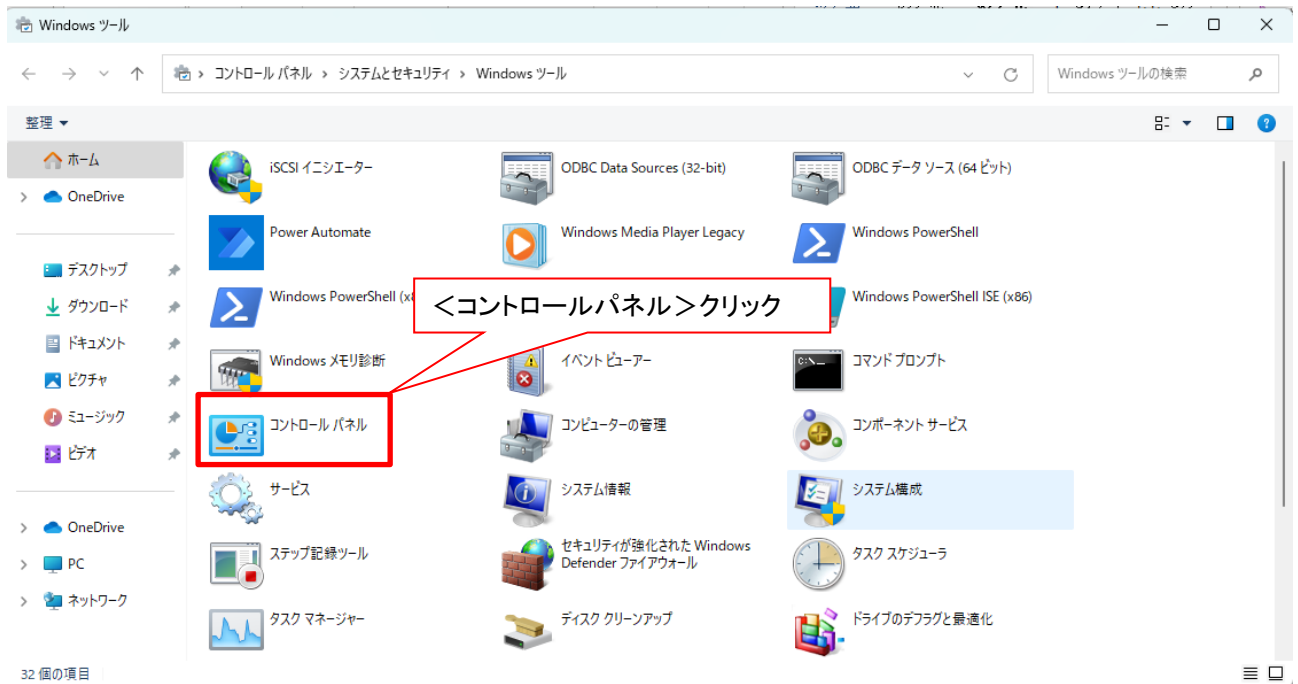 Windows ツール
コントロール パネル > システムとセキュリティ > Windows ツール
Windows ツールの検索
整理
ホーム
OneDrive
デスクトップ
ダウンロード
ドキュメント
ピクチャ
ミュージック
ビデオ
OneDrive
PC
ネットワーク
iSCSI イニシエーター
ODBC Data Sources (32-bit)
ODBC データ ソース (64 ビット)
Power Automate
Windows Media Player Legacy
Windows PowerShell
Windows PowerShell
Windows PowerShell ISE (x86)
＜コントロールパネル＞クリック
Windows メモリ診断
イベント ビューアー
コマンド プロンプト
コントロール パネル
コンピューターの管理
コンポーネント サービス
サービス
システム情報
システム構成
ステップ記録ツール
セキュリティが強化された Windows
Defender ファイアウォール
タスク スケジューラ
タスク マネージャー
ディスク クリーンアップ
ドライブのデフラグと最適化
32 個の項目